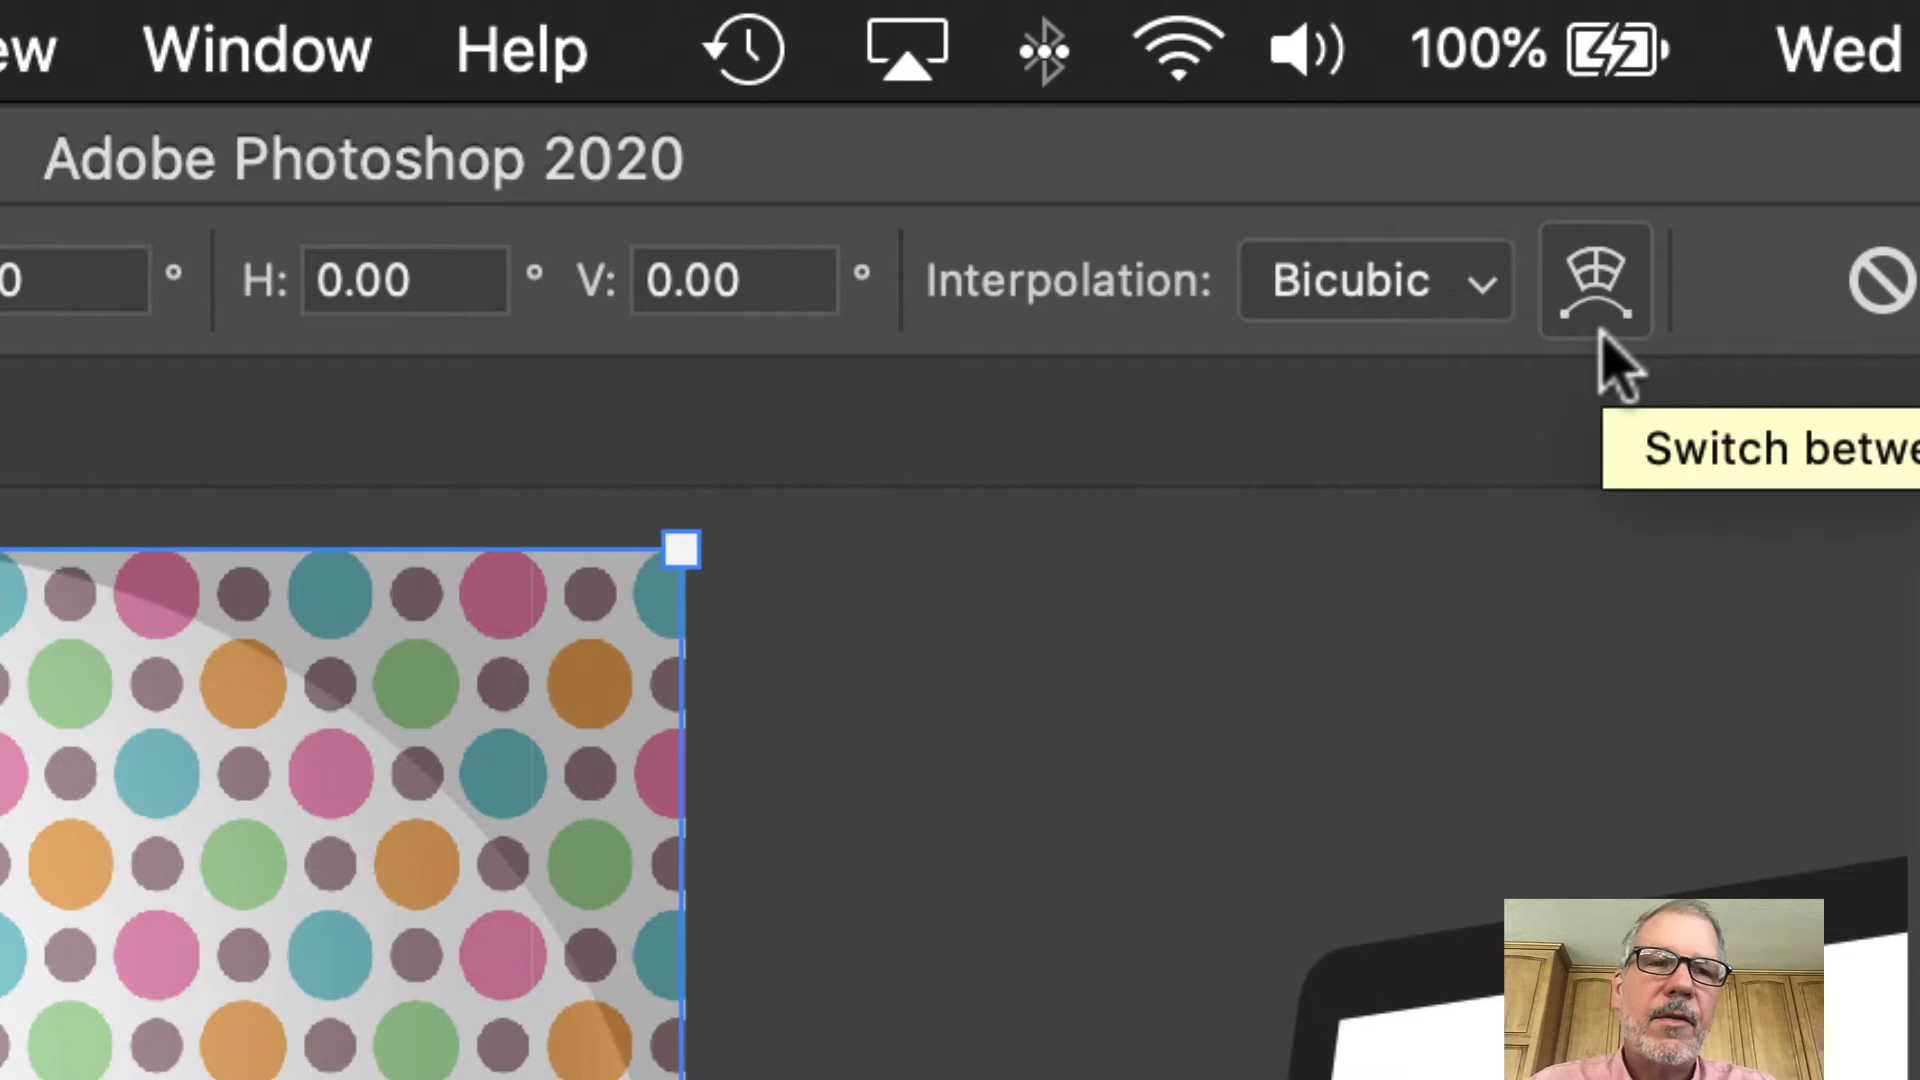 ew Window Help 100% Wed
Adobe Photoshop 2020
0 ° H: 0.00 ° V: 0.00 ° Interpolation: Bicubic
Switch betwe